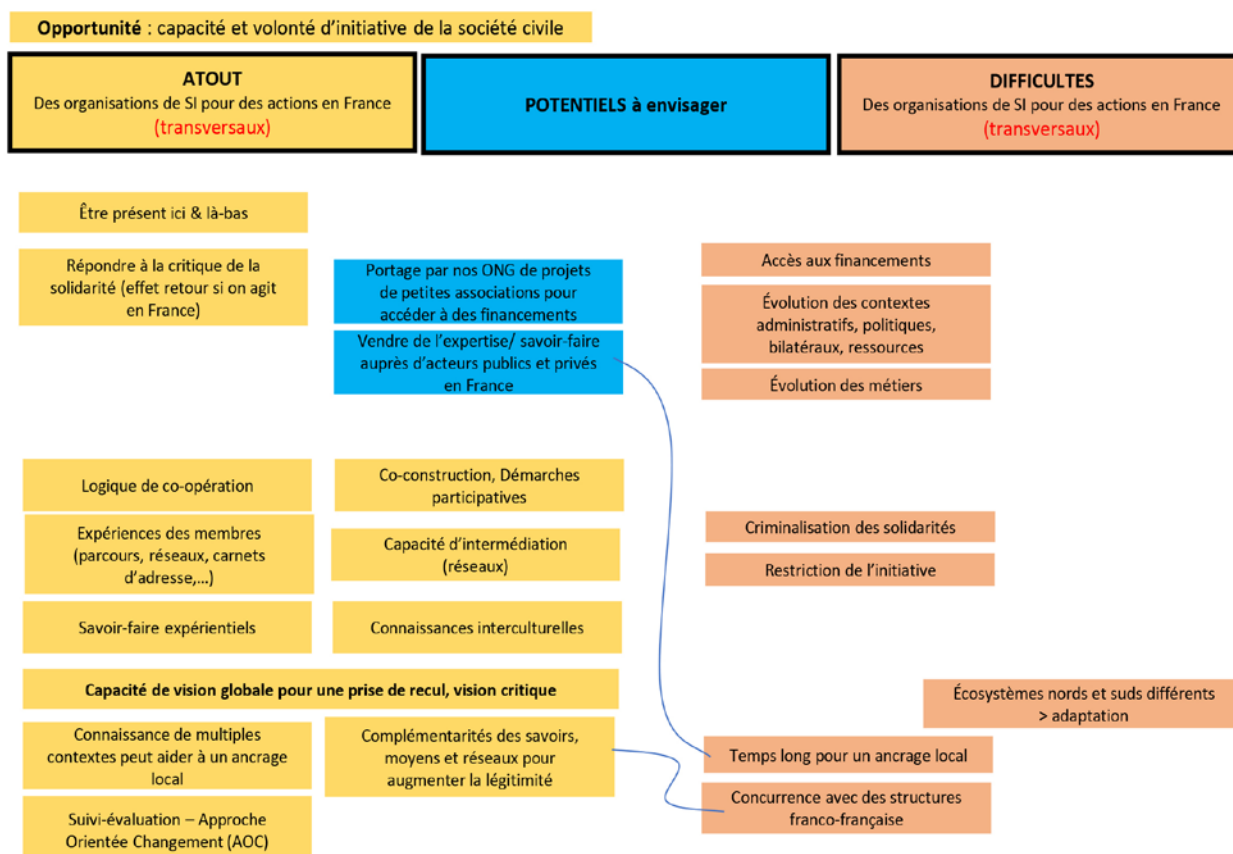 Opportunité : capacité et volonté d’initiative de la société civile
ATOUT
Des organisations de SI pour des actions en France
(transversaux)
POTENTIELS à envisager
DIFFICULTES
Des organisations de SI pour des actions en France
(transversaux)
Être présent ici & là-bas
Répondre à la critique de la
solidarité (effet retour si on agit
en France)
Portage par nos ONG de projets
de petites associations pour
accéder à des financements
Vendre de l’expertise/ savoir-faire
auprès d’acteurs publics et privés
en France
Accès aux financements
Évolution des contextes
administratifs, politiques,
bilatéraux, ressources
Évolution des métiers
Logique de co-opération
Co-construction, Démarches
participatives
Expériences des membres
(parcours, réseaux, carnets
d’adresse,...)
Capacité d’intermédiation
(réseaux)
Savoir-faire expérientiels
Connaissances interculturelles
Criminalisation des solidarités
Restriction de l’initiative
Capacité de vision globale pour une prise de recul, vision critique
Connaissance de multiples
contextes peut aider à un ancrage
local
Complémentarités des savoirs,
moyens et réseaux pour
augmenter la légitimité
Suivi-évaluation – Approche
Orientée Changement (AOC)
Écosystèmes nords et suds différents
> adaptation
Temps long pour un ancrage local
Concurrence avec des structures
franco-française